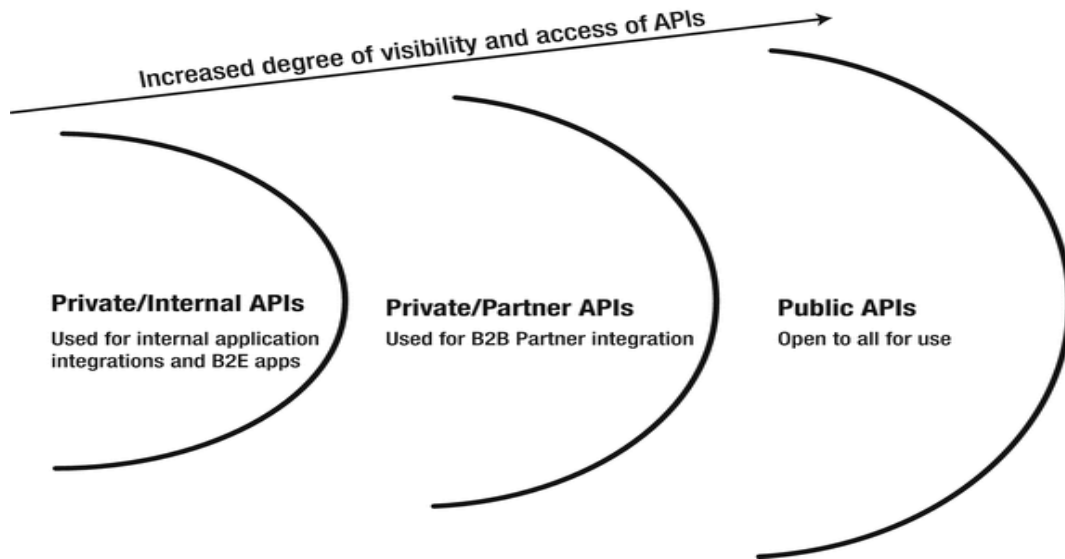 Increased degree of visibility and access of APIs
Private/Internal APIs
Used for internal application
integrations and B2E apps
Private/Partner APIs
Used for B2B Partner integration
Public APIs
Open to all for use